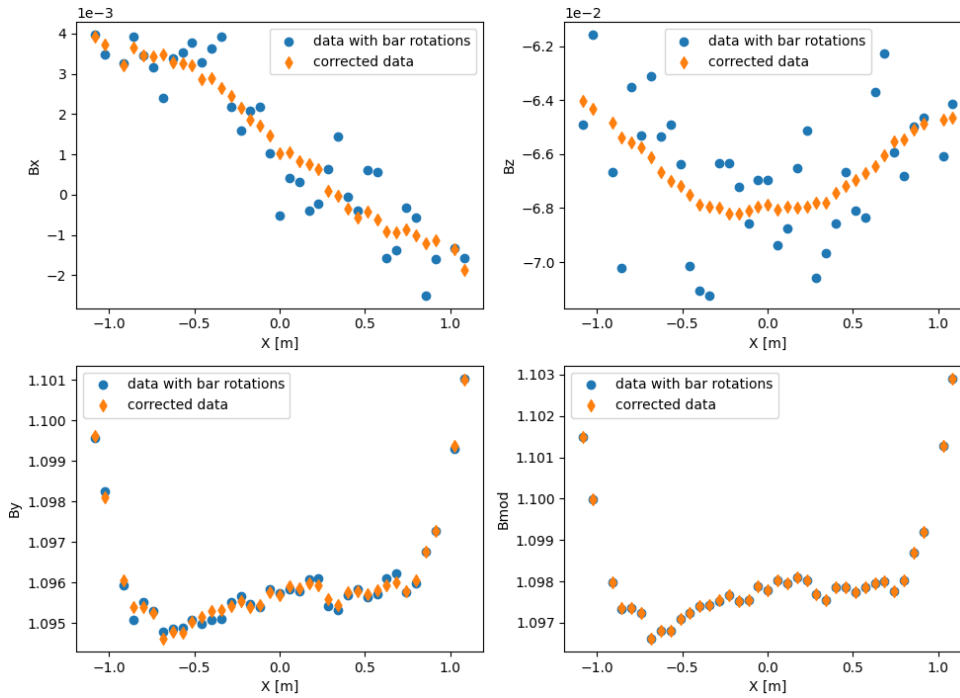 1e−3
4
3
2
1
0
−1
−2
Bx
−1.0 −0.5 0.0 0.5 1.0
X [m]
data with bar rotations
corrected data
1e−2
−6.2
−6.4
−6.6
−6.8
−7.0
Bz
−1.0 −0.5 0.0 0.5 1.0
X [m]
data with bar rotations
corrected data
1.101
1.100
1.099
1.098
1.097
1.096
1.095
By
−1.0 −0.5 0.0 0.5 1.0
X [m]
data with bar rotations
corrected data
1.103
1.102
1.101
1.100
1.099
1.098
1.097
Bmod
−1.0 −0.5 0.0 0.5 1.0
X [m]
data with bar rotations
corrected data